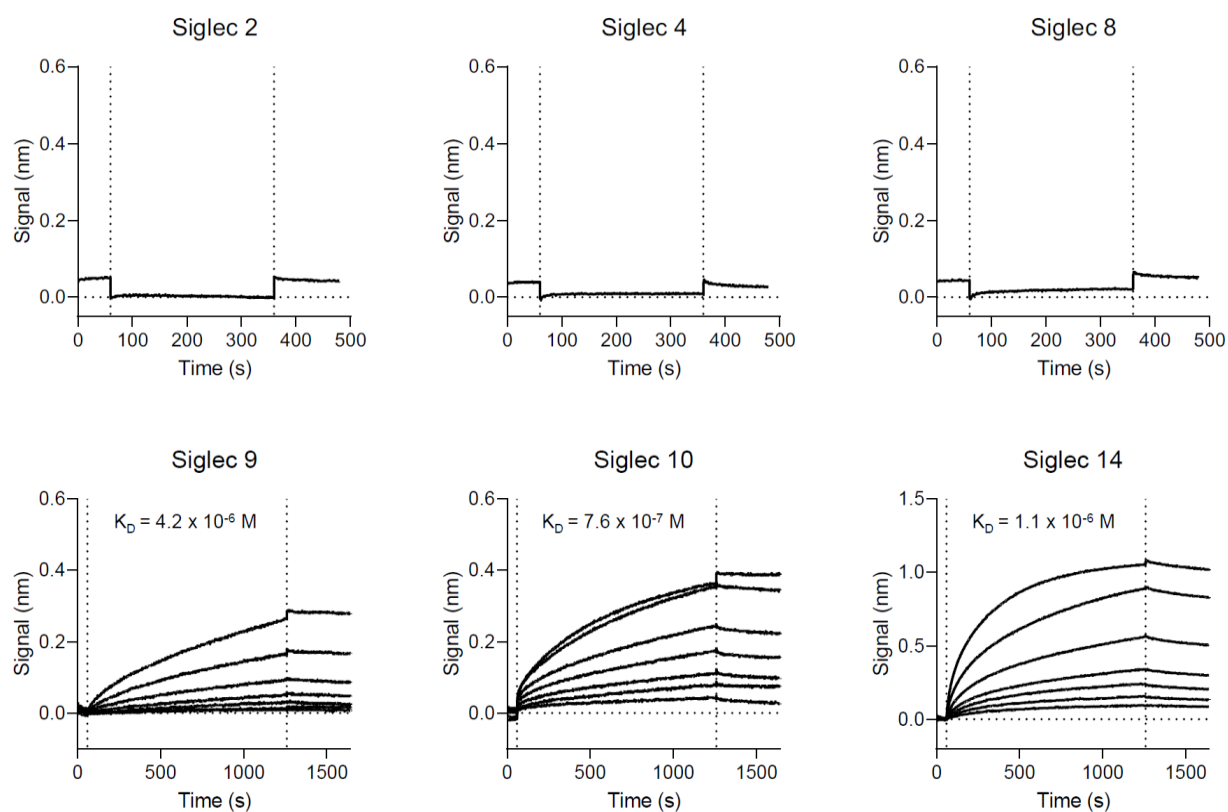 Siglec 2
Siglec 4
Siglec 8
0.6
0.4
0.2
0.0
Signal (nm)
0 100 200 300 400 500
Time (s)
0.6
0.4
0.2
0.0
Signal (nm)
0 100 200 300 400 500
Time (s)
0.6
0.4
0.2
0.0
Signal (nm)
0 100 200 300 400 500
Time (s)
Siglec 9
Siglec 10
Siglec 14
K_D = 4.2 x 10⁻⁶ M
0.6
0.4
0.2
0.0
Signal (nm)
0 500 1000 1500
Time (s)
K_D = 7.6 x 10⁻⁷ M
0.6
0.4
0.2
0.0
Signal (nm)
0 500 1000 1500
Time (s)
K_D = 1.1 x 10⁻⁶ M
1.5
1.0
0.5
0.0
Signal (nm)
0 500 1000 1500
Time (s)